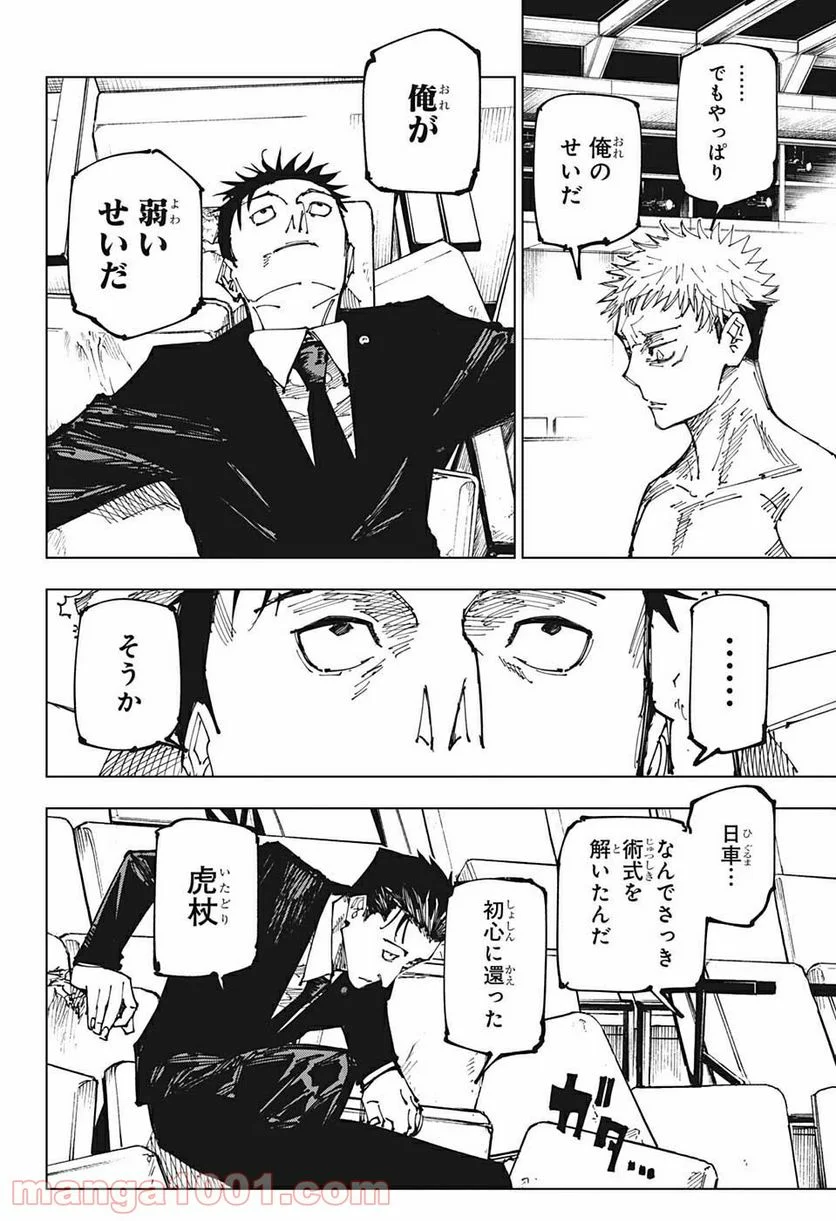 ……
でもやっぱり
俺の
せいだ
俺が
弱い
せいだ
……
そうか
日車…
なんでさっき
術式を
解いたんだ
初心に還った
虎杖
ガタ…
manga1001.com